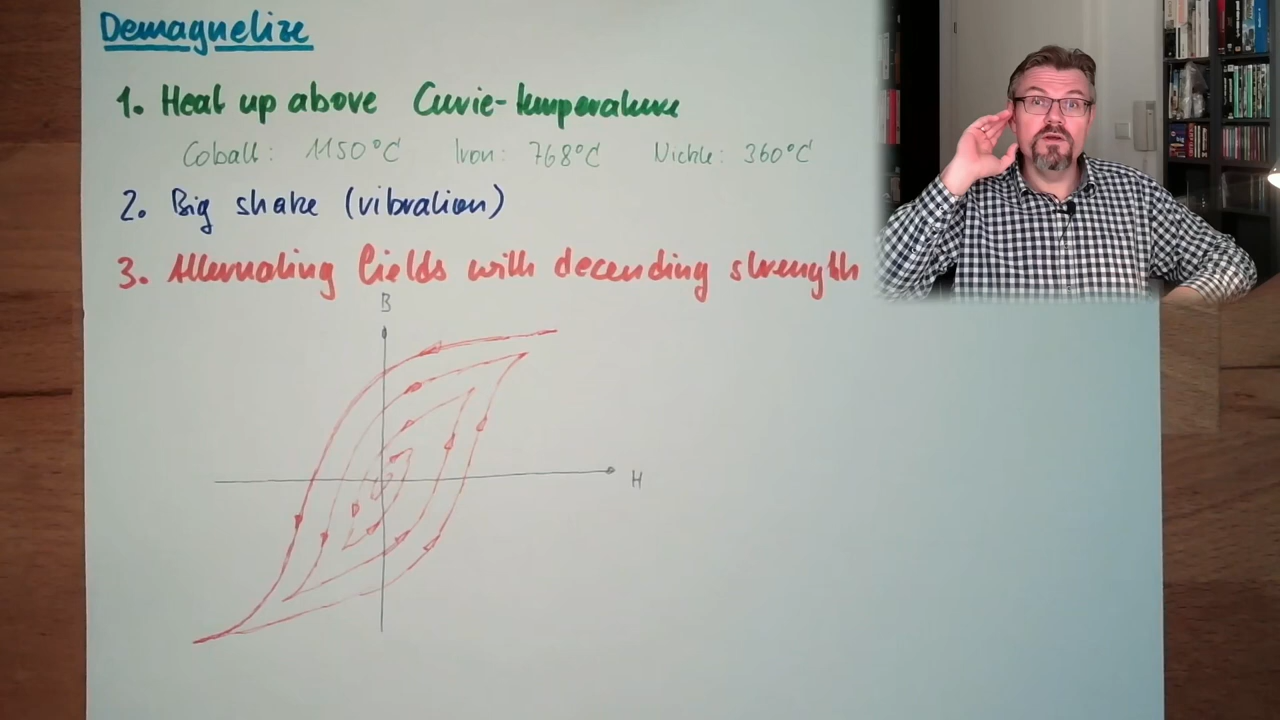 Demagnetize
1. Heat up above Curie-temperature
Cobalt: 1150°C Iron: 768°C Nickle: 360°C
2. Big shake (vibration)
3. Alternating fields with decending strength
B
H